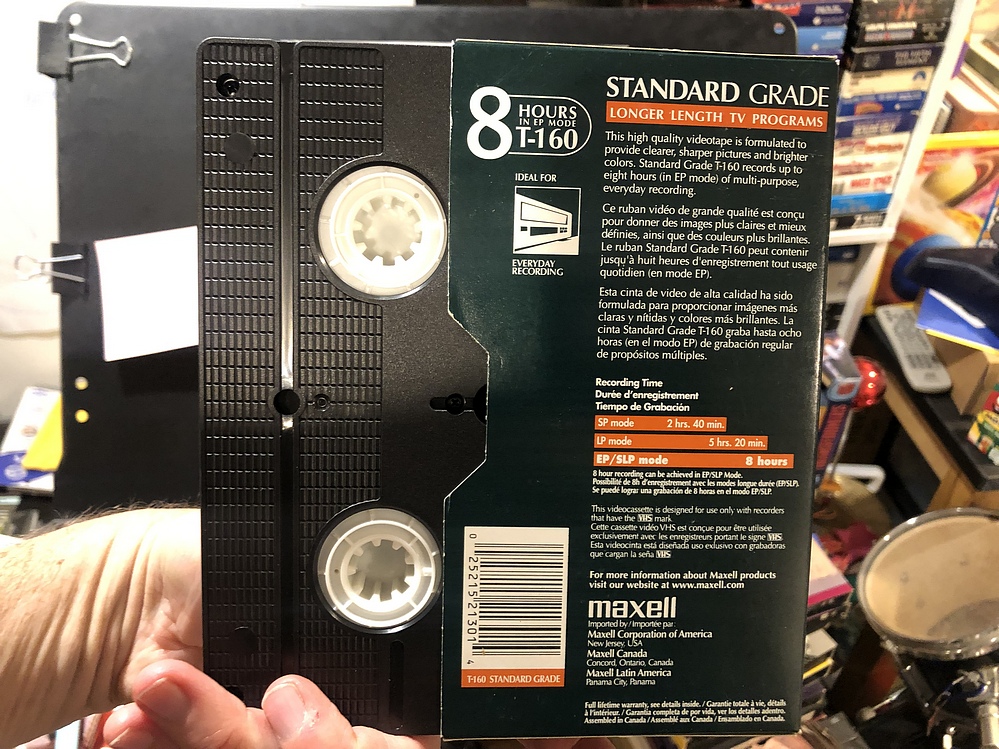 8 HOURS
IN EP MODE
T-160
IDEAL FOR
EVERYDAY
RECORDING
STANDARD GRADE
LONGER LENGTH TV PROGRAMS
This high quality videotape is formulated to
provide clearer, sharper pictures and brighter
colors. Standard Grade T-160 records up to
eight hours (in EP mode) of multi-purpose,
everyday recording.
Ce ruban vidéo de grande qualité est conçu
pour donner des images plus claires et mieux
définies, ainsi que des couleurs plus brillantes.
Le ruban Standard Grade T-160 peut contenir
jusqu'à huit heures d'enregistrement tout usage
quotidien (en mode EP).
Esta cinta de video de alta calidad ha sido
formulada para proporcionar imágenes más
claras y nítidas y colores más brillantes. La
cinta Standard Grade T-160 graba hasta ocho
horas (en el modo EP) de grabación regular
de propósitos múltiples.
Recording Time
Durée d'enregistrement
Tiempo de Grabación
SP mode 2 hrs. 40 min.
LP mode 5 hrs. 20 min.
EP/SLP mode 8 hours
8 hour recording can be achieved in EP/SLP Mode.
Possibilité de 8h d'enregistrement avec les modes longue durée (EP/SLP).
Se puedé lograr una grabación de 8 horas en el modo EP/SLP.
This videocassette is designed for use only with recorders
that have the VHS mark.
Cette cassette vidéo VHS est conçue pour être utilisée
exclusivement avec les enregistreurs portant le signe VHS
Esta videocinta está diseñada uso exlusivo con grabadoras
que cargan la seña VHS
For more information about Maxell products
visit our website at www.maxell.com
maxell
Imported by / Importée par:
Maxell Corporation of America
New Jersey, USA
Maxell Canada
Concord, Ontario, Canada
Maxell Latin America
Panama City, Panama
Full lifetime warranty, see details inside. / Garantie totale à vie, détails
à l'intérieur. / Garantía completa de por vida, ver los detalles adentro.
Assembled in Canada / Assemblé aux Canada / Ensamblado en Canada.
0 25215 21301 4
T-160 STANDARD GRADE